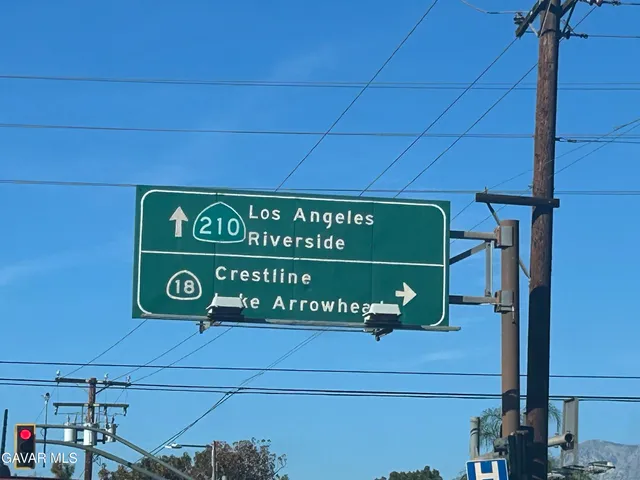 210 Los Angeles
Riverside
18 Crestline
ke Arrowhea
H
GAVAR MLS